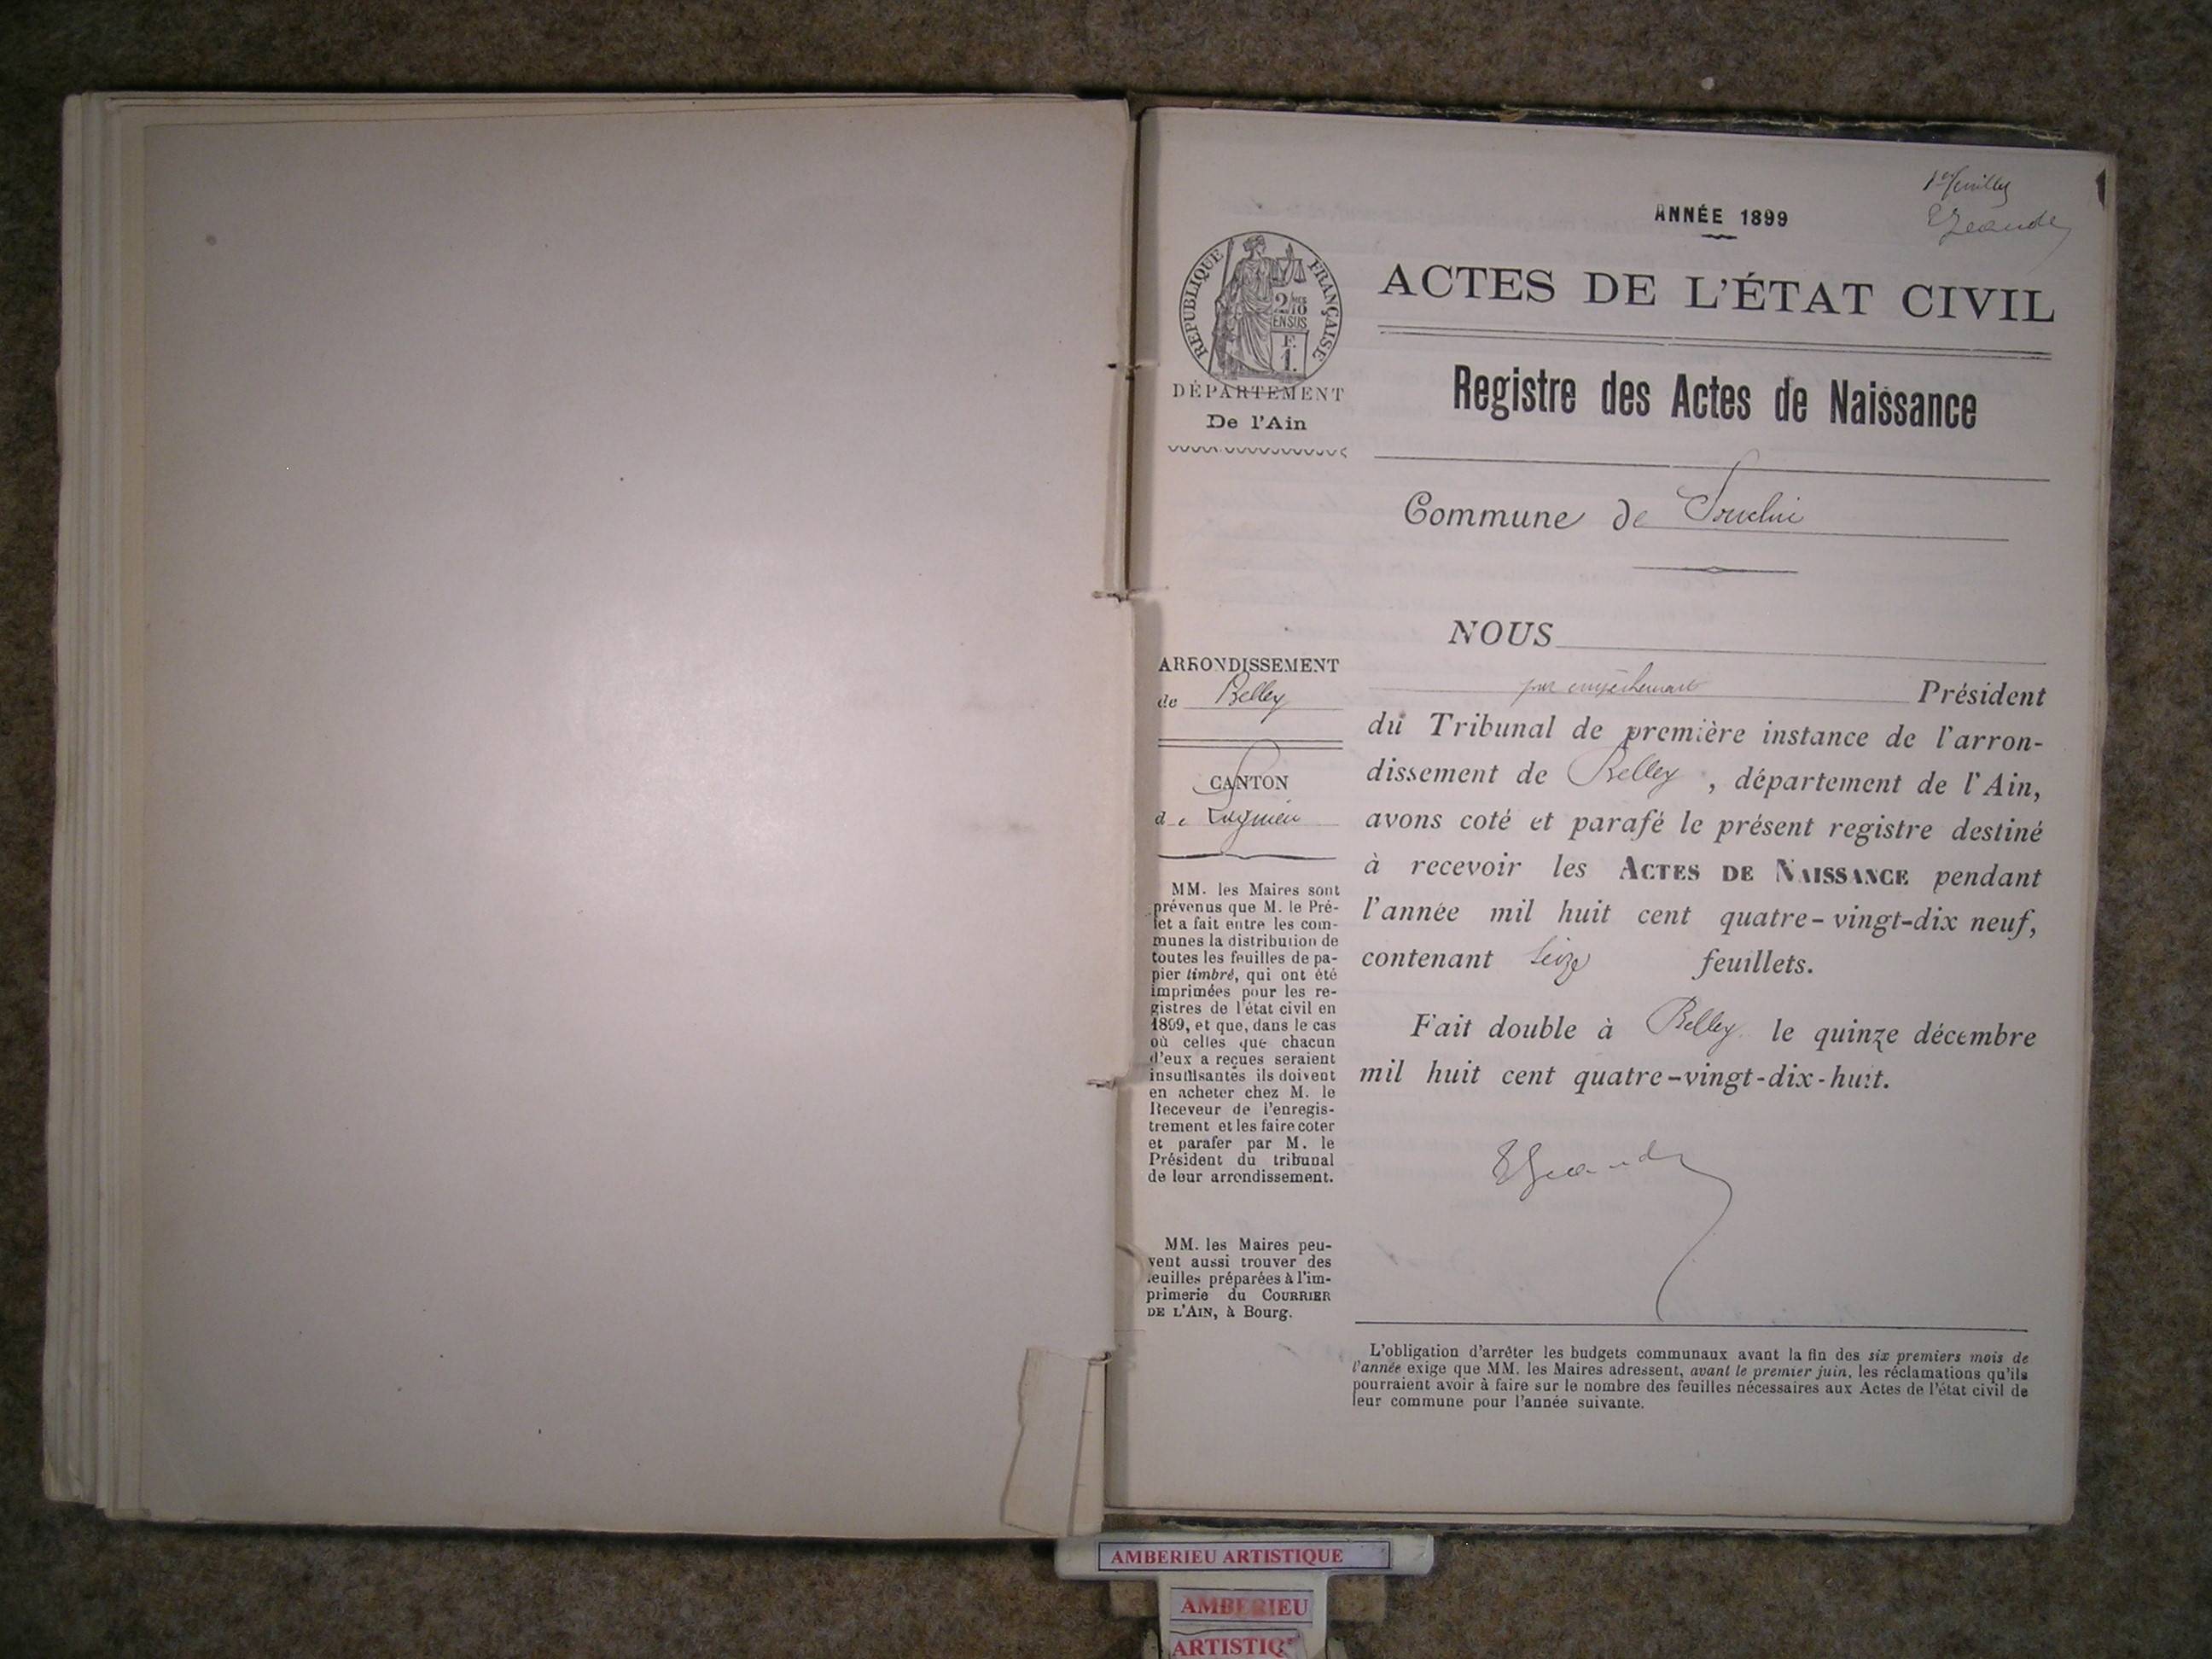 1er feuillet
ANNÉE 1899
ACTES DE L'ÉTAT CIVIL
Registre des Actes de Naissance
Commune de Souclin
RÉPUBLIQUE FRANÇAISE
2/10
EN SUS
F.
1.
DÉPARTEMENT
De l'Ain
ARRONDISSEMENT
de Belley
CANTON
de Lagnieu
MM. les Maires sont
prévenus que M. le Pré-
fet a fait entre les com-
munes la distribution de
toutes les feuilles de pa-
pier timbré, qui ont été
imprimées pour les re-
gistres de l'état civil en
1899, et que, dans le cas
où celles que chacun
d'eux a reçues seraient
insuffisantes ils doivent
en acheter chez M. le
Receveur de l'enregis-
trement et les faire coter
et parafer par M. le
Président du tribunal
de leur arrondissement.
MM. les Maires peu-
vent aussi trouver des
feuilles préparées à l'im-
primerie du COURRIER
DE L'AIN, à Bourg.
NOUS
par empêchement Président
du Tribunal de première instance de l'arron-
dissement de Belley, département de l'Ain,
avons coté et parafé le présent registre destiné
à recevoir les ACTES DE NAISSANCE pendant
l'année mil huit cent quatre-vingt-dix neuf,
contenant seize feuillets.
Fait double à Belley le quinze décembre
mil huit cent quatre-vingt-dix-huit.
L'obligation d'arrêter les budgets communaux avant la fin des six premiers mois de
l'année exige que MM. les Maires adressent, avant le premier juin, les réclamations qu'ils
pourraient avoir à faire sur le nombre des feuilles nécessaires aux Actes de l'état civil de
leur commune pour l'année suivante.
AMBERIEU ARTISTIQUE
AMBERIEU
ARTISTIQ